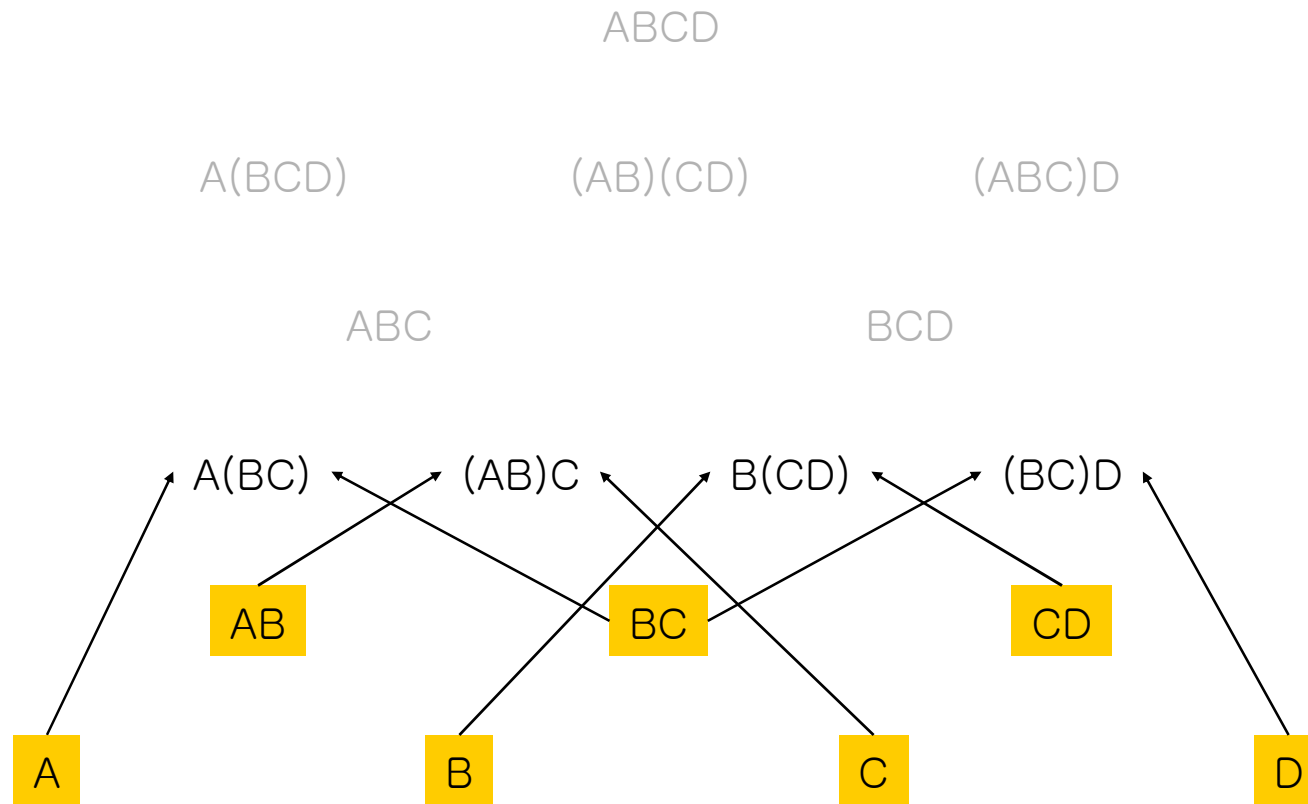 ABCD
A(BCD) (AB)(CD) (ABC)D
ABC BCD
A(BC) (AB)C B(CD) (BC)D
AB BC CD
A B C D